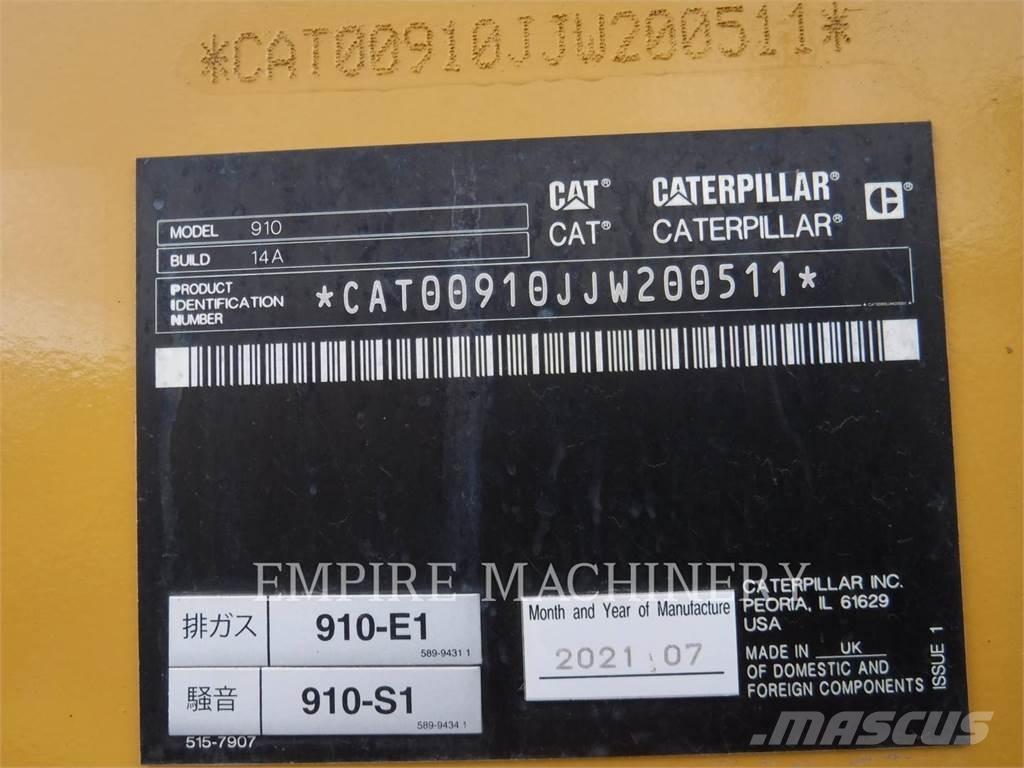 *CAT00910JJW200511*
CAT® CATERPILLAR®
CAT® CATERPILLAR®
MODEL 910
BUILD 14A
PRODUCT
IDENTIFICATION
NUMBER
*CAT00910JJW200511*
EMPIRE MACHINERY
排ガス 910-E1
589-9431 1
騒音 910-S1
589-9434 1
515-7907
Month and Year of Manufacture
2021 07
CATERPILLAR INC.
PEORIA, IL 61629
USA
MADE IN UK
OF DOMESTIC AND
FOREIGN COMPONENTS
ISSUE 1
MASCUS